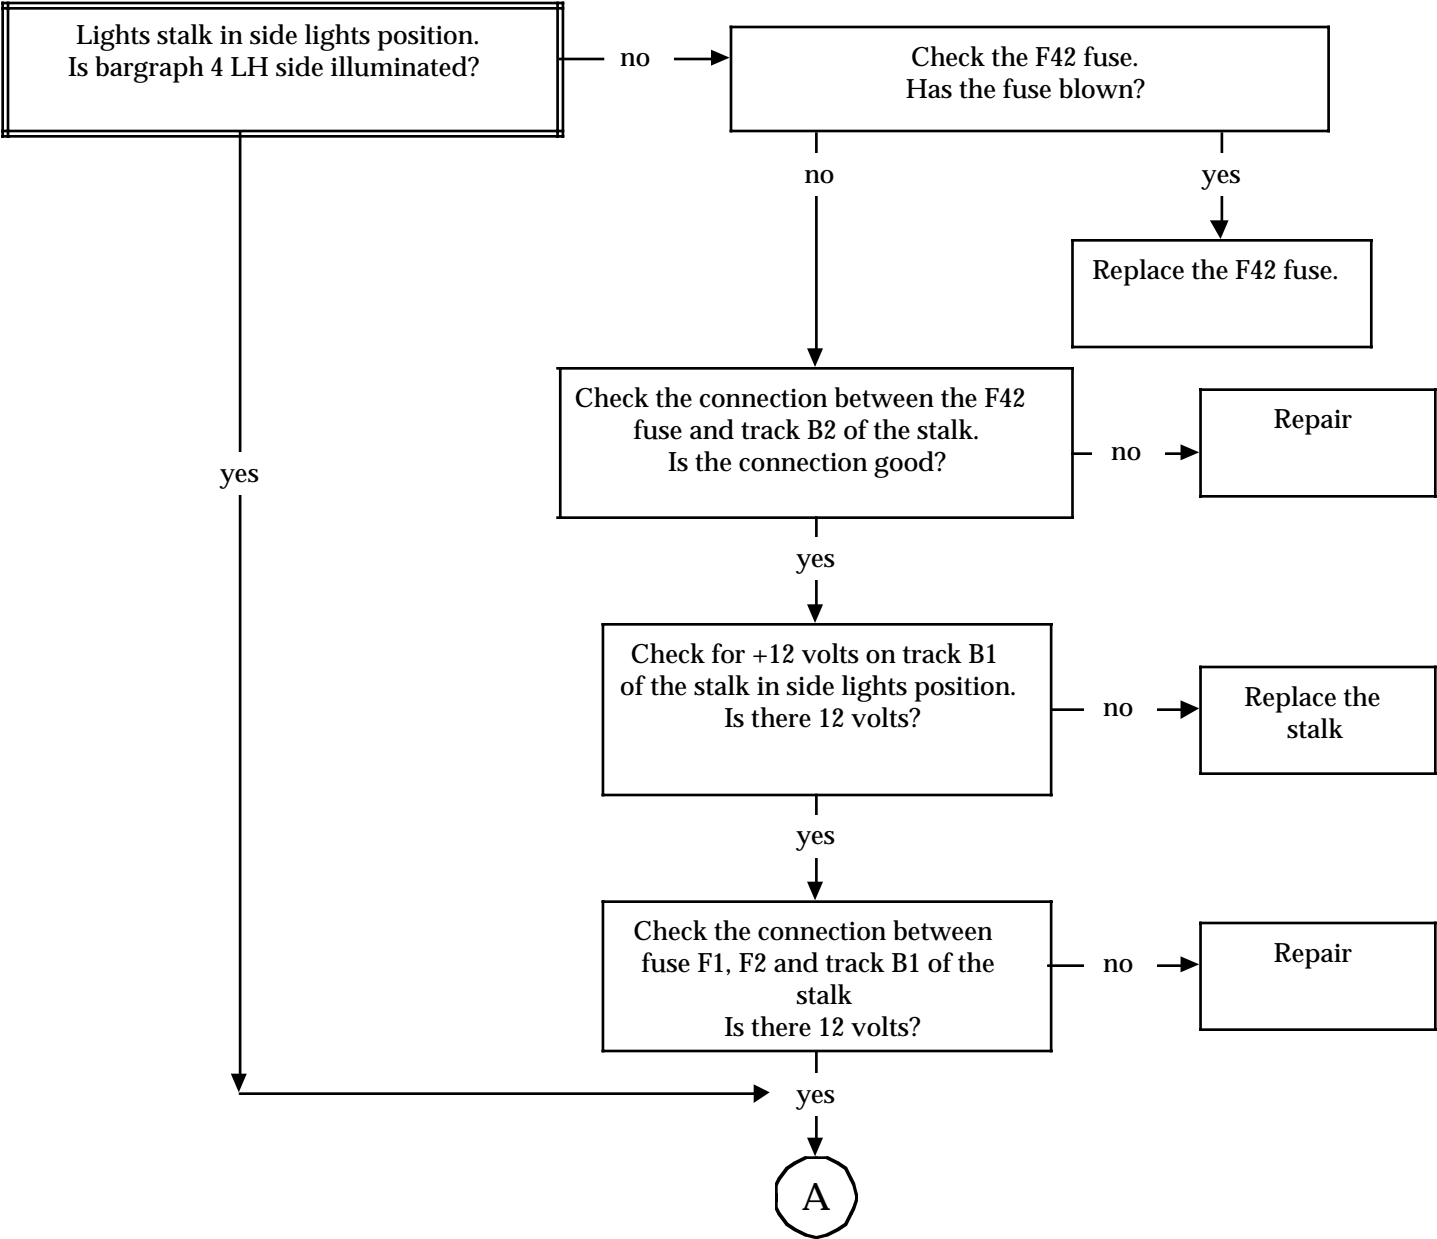 Lights stalk in side lights position.
Is bargraph 4 LH side illuminated?
no
Check the F42 fuse.
Has the fuse blown?
no
yes
Replace the F42 fuse.
Check the connection between the F42
fuse and track B2 of the stalk.
Is the connection good?
no
Repair
yes
yes
Check for +12 volts on track B1
of the stalk in side lights position.
Is there 12 volts?
no
Replace the
stalk
yes
Check the connection between
fuse F1, F2 and track B1 of the
stalk
Is there 12 volts?
no
Repair
yes
A